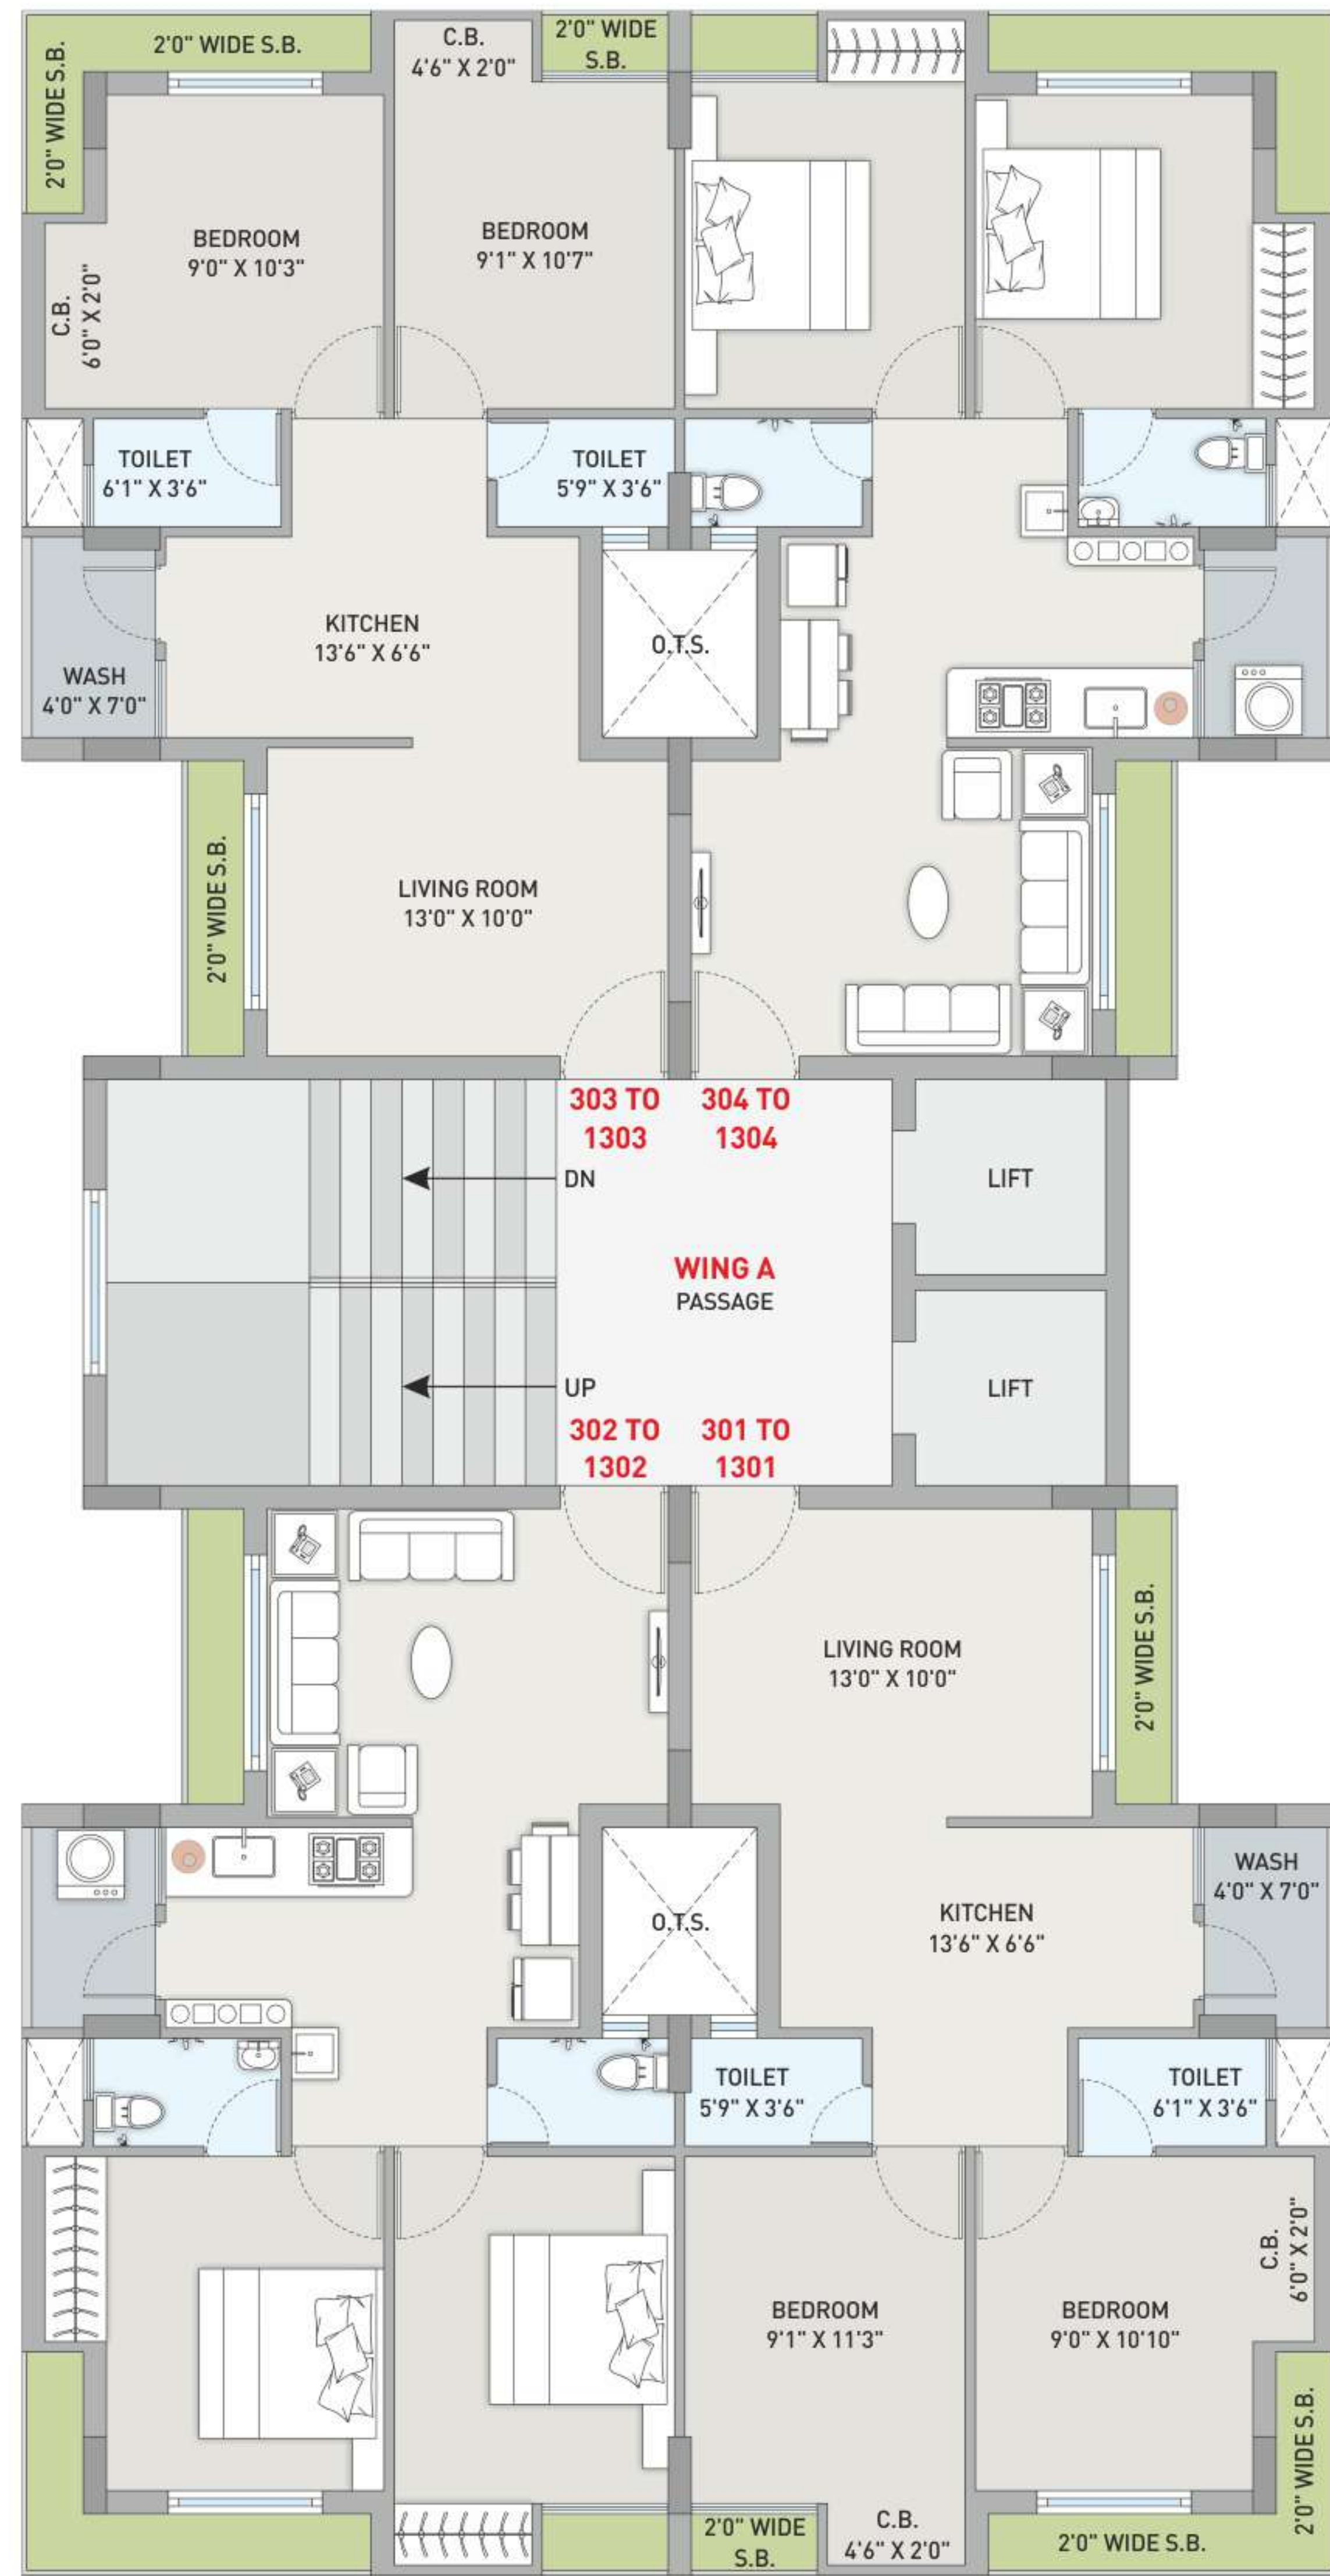 2'0" WIDE S.B.
2'0" WIDE S.B.
C.B.
4'6" X 2'0"
2'0" WIDE
S.B.
BEDROOM
9'0" X 10'3"
BEDROOM
9'1" X 10'7"
C.B.
6'0" X 2'0"
TOILET
6'1" X 3'6"
TOILET
5'9" X 3'6"
KITCHEN
13'6" X 6'6"
O.T.S.
WASH
4'0" X 7'0"
2'0" WIDE S.B.
LIVING ROOM
13'0" X 10'0"
303 TO
1303
304 TO
1304
DN
LIFT
WING A
PASSAGE
UP
LIFT
302 TO
1302
301 TO
1301
LIVING ROOM
13'0" X 10'0"
2'0" WIDE S.B.
WASH
4'0" X 7'0"
O.T.S.
KITCHEN
13'6" X 6'6"
TOILET
5'9" X 3'6"
TOILET
6'1" X 3'6"
C.B.
6'0" X 2'0"
BEDROOM
9'1" X 11'3"
BEDROOM
9'0" X 10'10"
2'0" WIDE S.B.
2'0" WIDE
S.B.
C.B.
4'6" X 2'0"
2'0" WIDE S.B.